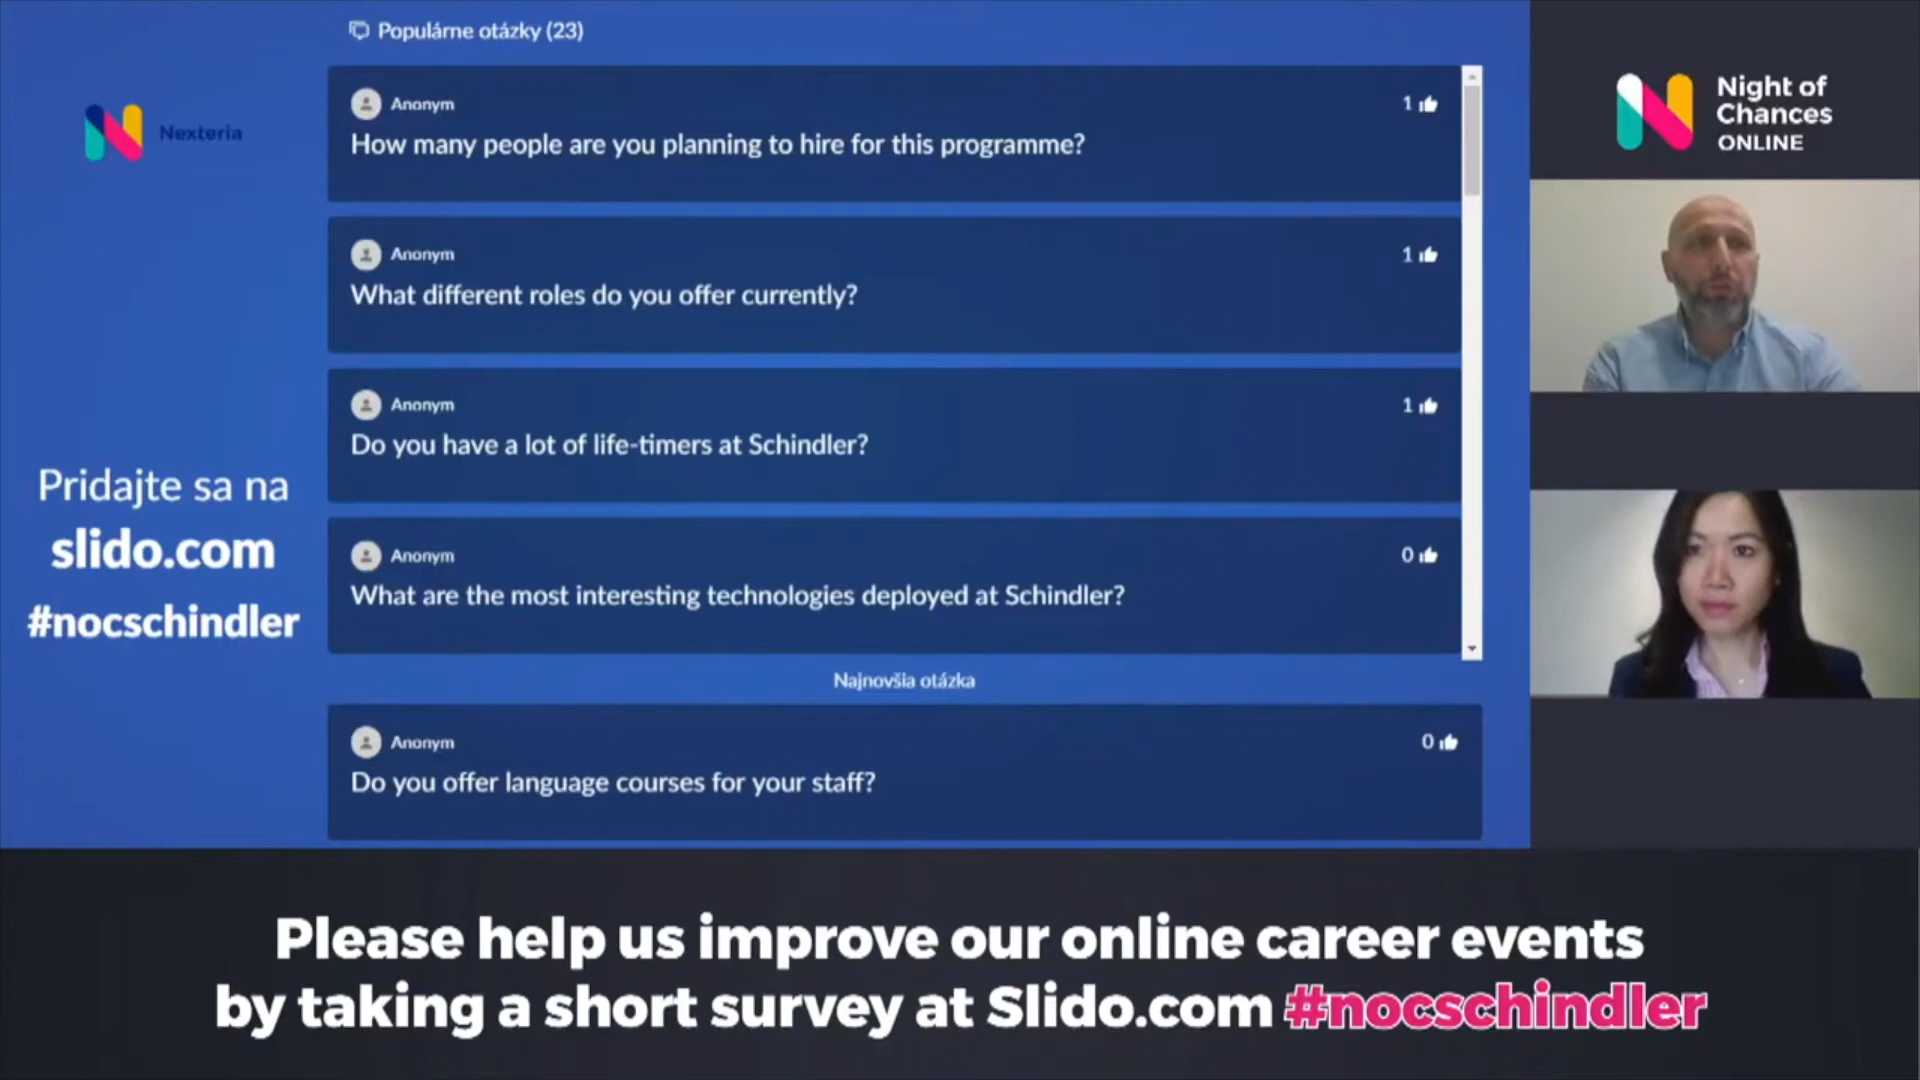 Populárne otázky (23)
Nexteria
Anonym
1
How many people are you planning to hire for this programme?
Anonym
1
What different roles do you offer currently?
Anonym
1
Do you have a lot of life-timers at Schindler?
Anonym
0
What are the most interesting technologies deployed at Schindler?
Najnovšia otázka
Anonym
0
Do you offer language courses for your staff?
Pridajte sa na
slido.com
#nocschindler
Night of
Chances
ONLINE
Please help us improve our online career events
by taking a short survey at Slido.com #nocschindler